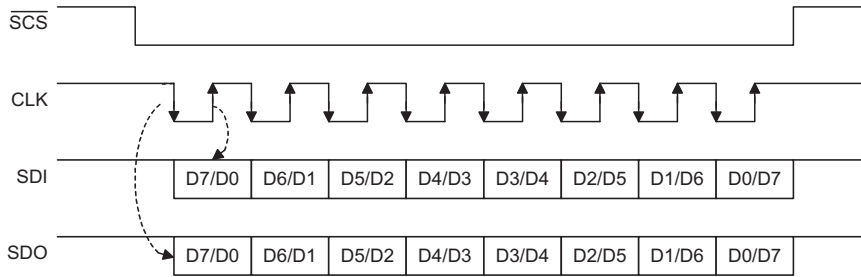 SCS
CLK
SDI D7/D0 D6/D1 D5/D2 D4/D3 D3/D4 D2/D5 D1/D6 D0/D7
SDO D7/D0 D6/D1 D5/D2 D4/D3 D3/D4 D2/D5 D1/D6 D0/D7